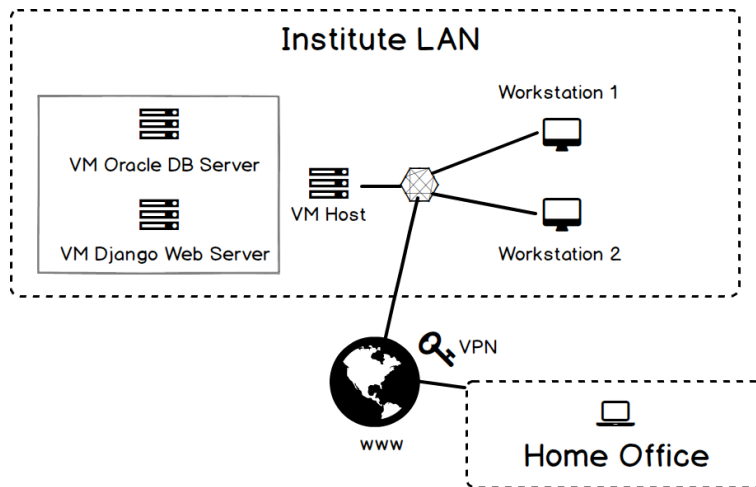 Institute LAN
Workstation 1
VM Oracle DB Server
VM Host
VM Django Web Server
Workstation 2
VPN
www
Home Office